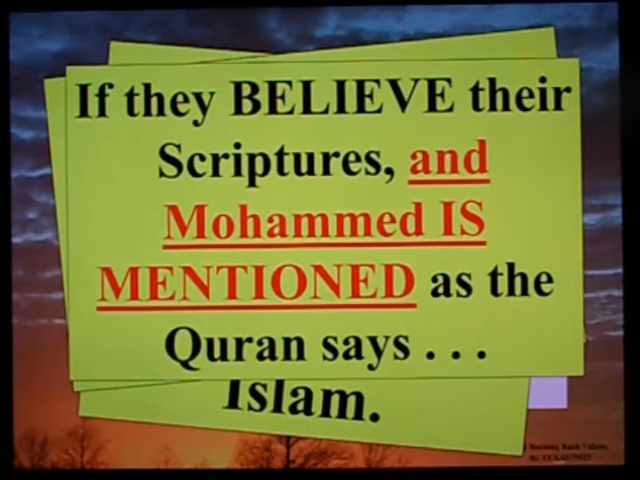 If they BELIEVE their
Scriptures, and
Mohammed IS
MENTIONED as the
Quran says . . .
Islam.